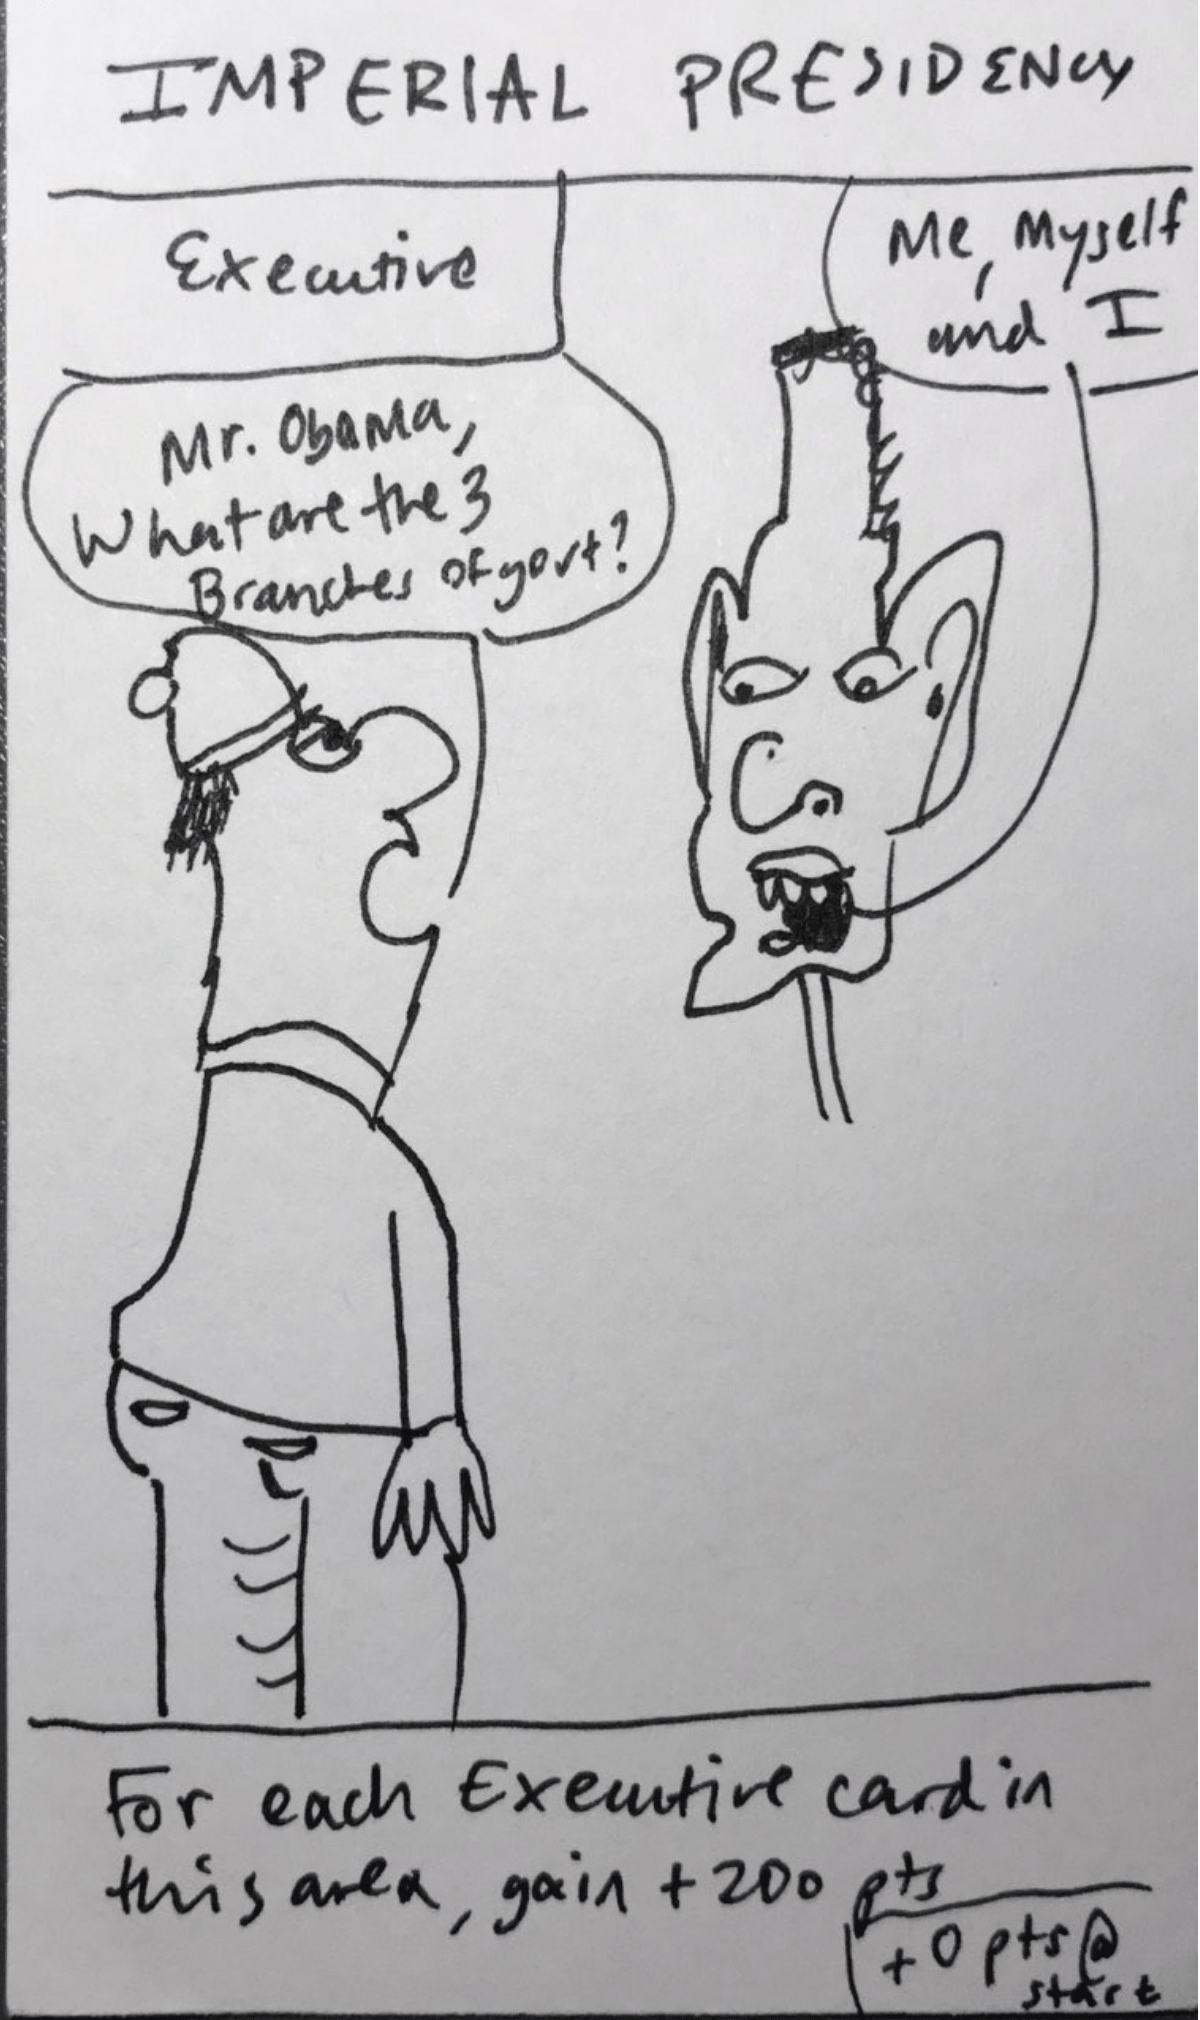 IMPERIAL PRESIDENCY
Executive
Me, Myself
and I
Mr. Obama,
What are the 3
Branches of govt?
For each Executive card in
this area, gain +200 pts
+0 pts @
start